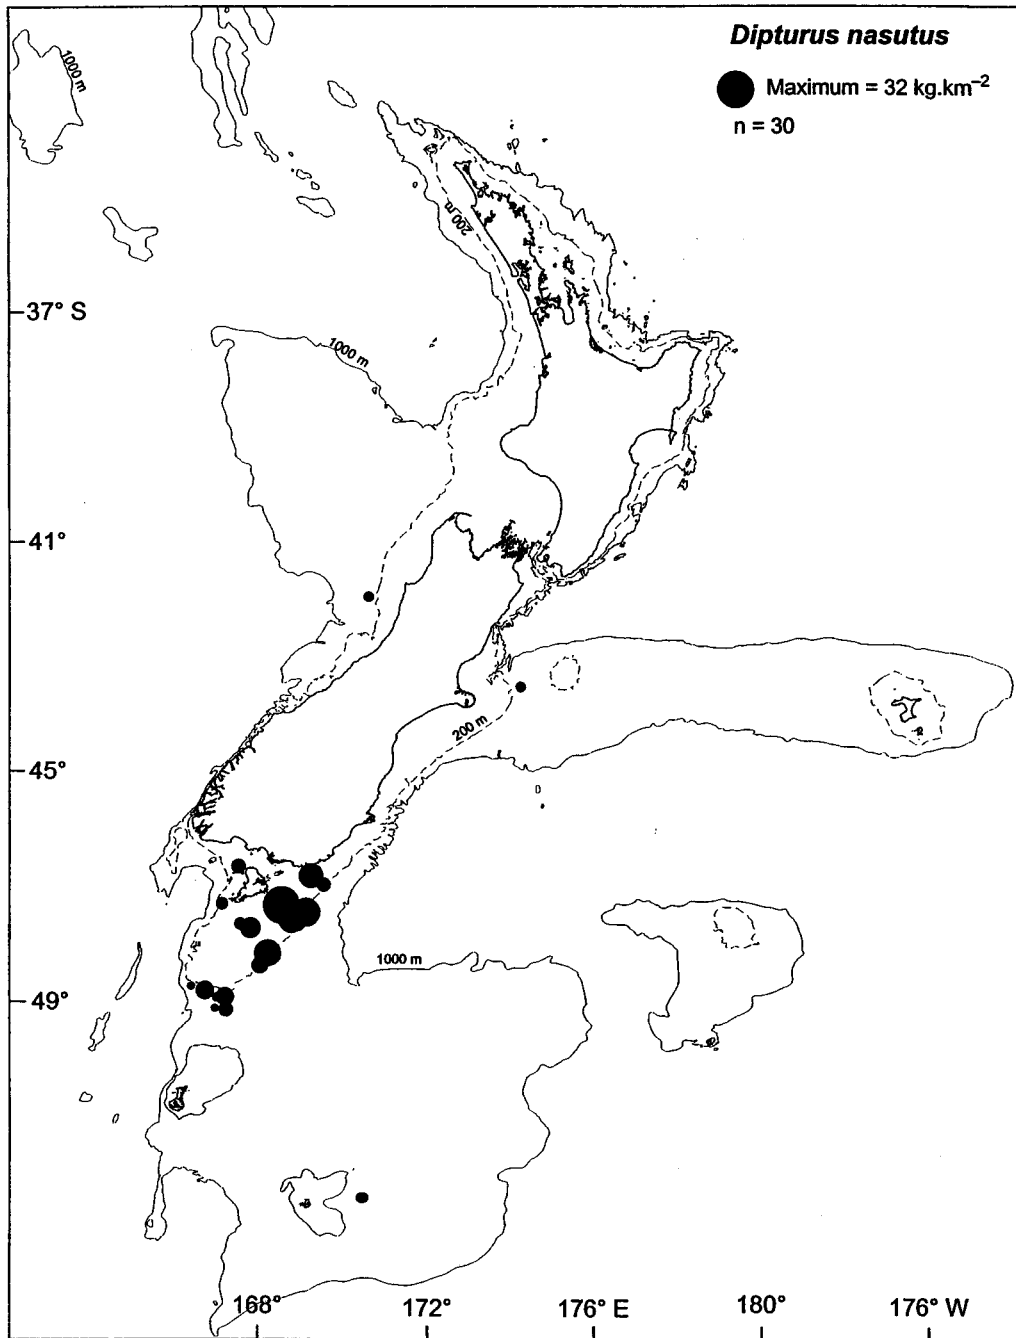 Dipturus nasutus
Maximum = 32 kg.km⁻²
n = 30
1000 m
200 m
37° S
1000 m
41°
200 m
45°
1000 m
49°
168° 172° 176° E 180° 176° W